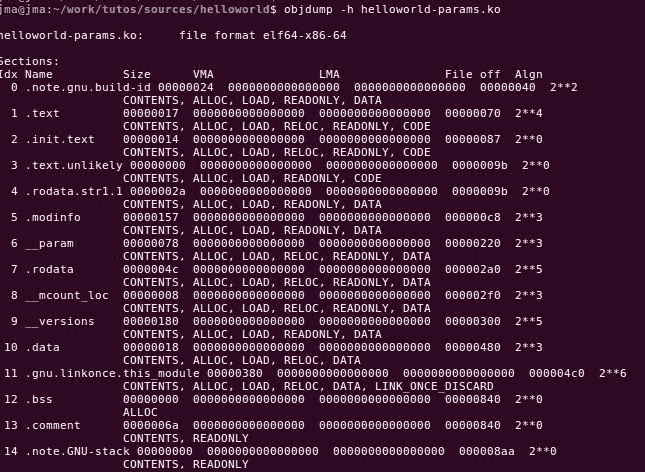 jma@jma:~/work/tutos/sources/helloworld$ objdump -h helloworld-params.ko
helloworld-params.ko:     file format elf64-x86-64
Sections:
Idx Name          Size      VMA               LMA               File off  Algn
  0 .note.gnu.build-id 00000024  0000000000000000  0000000000000000  00000040  2**2
                  CONTENTS, ALLOC, LOAD, READONLY, DATA
  1 .text         00000017  0000000000000000  0000000000000000  00000070  2**4
                  CONTENTS, ALLOC, LOAD, RELOC, READONLY, CODE
  2 .init.text    00000014  0000000000000000  0000000000000000  00000087  2**0
                  CONTENTS, ALLOC, LOAD, RELOC, READONLY, CODE
  3 .text.unlikely 00000000  0000000000000000  0000000000000000  0000009b  2**0
                  CONTENTS, ALLOC, LOAD, READONLY, CODE
  4 .rodata.str1.1 0000002a  0000000000000000  0000000000000000  0000009b  2**0
                  CONTENTS, ALLOC, LOAD, READONLY, DATA
  5 .modinfo      00000157  0000000000000000  0000000000000000  000000c8  2**3
                  CONTENTS, ALLOC, LOAD, READONLY, DATA
  6 __param       00000078  0000000000000000  0000000000000000  00000220  2**3
                  CONTENTS, ALLOC, LOAD, RELOC, READONLY, DATA
  7 .rodata       0000004c  0000000000000000  0000000000000000  000002a0  2**5
                  CONTENTS, ALLOC, LOAD, RELOC, READONLY, DATA
  8 __mcount_loc  00000008  0000000000000000  0000000000000000  000002f0  2**3
                  CONTENTS, ALLOC, LOAD, RELOC, READONLY, DATA
  9 __versions    00000180  0000000000000000  0000000000000000  00000300  2**5
                  CONTENTS, ALLOC, LOAD, READONLY, DATA
 10 .data         00000018  0000000000000000  0000000000000000  00000480  2**3
                  CONTENTS, ALLOC, LOAD, RELOC, DATA
 11 .gnu.linkonce.this_module 00000380  0000000000000000  0000000000000000  000004c0  2**6
                  CONTENTS, ALLOC, LOAD, RELOC, DATA, LINK_ONCE_DISCARD
 12 .bss          00000000  0000000000000000  0000000000000000  00000840  2**0
                  ALLOC
 13 .comment      0000006a  0000000000000000  0000000000000000  00000840  2**0
                  CONTENTS, READONLY
 14 .note.GNU-stack 00000000  0000000000000000  0000000000000000  000008aa  2**0
                  CONTENTS, READONLY